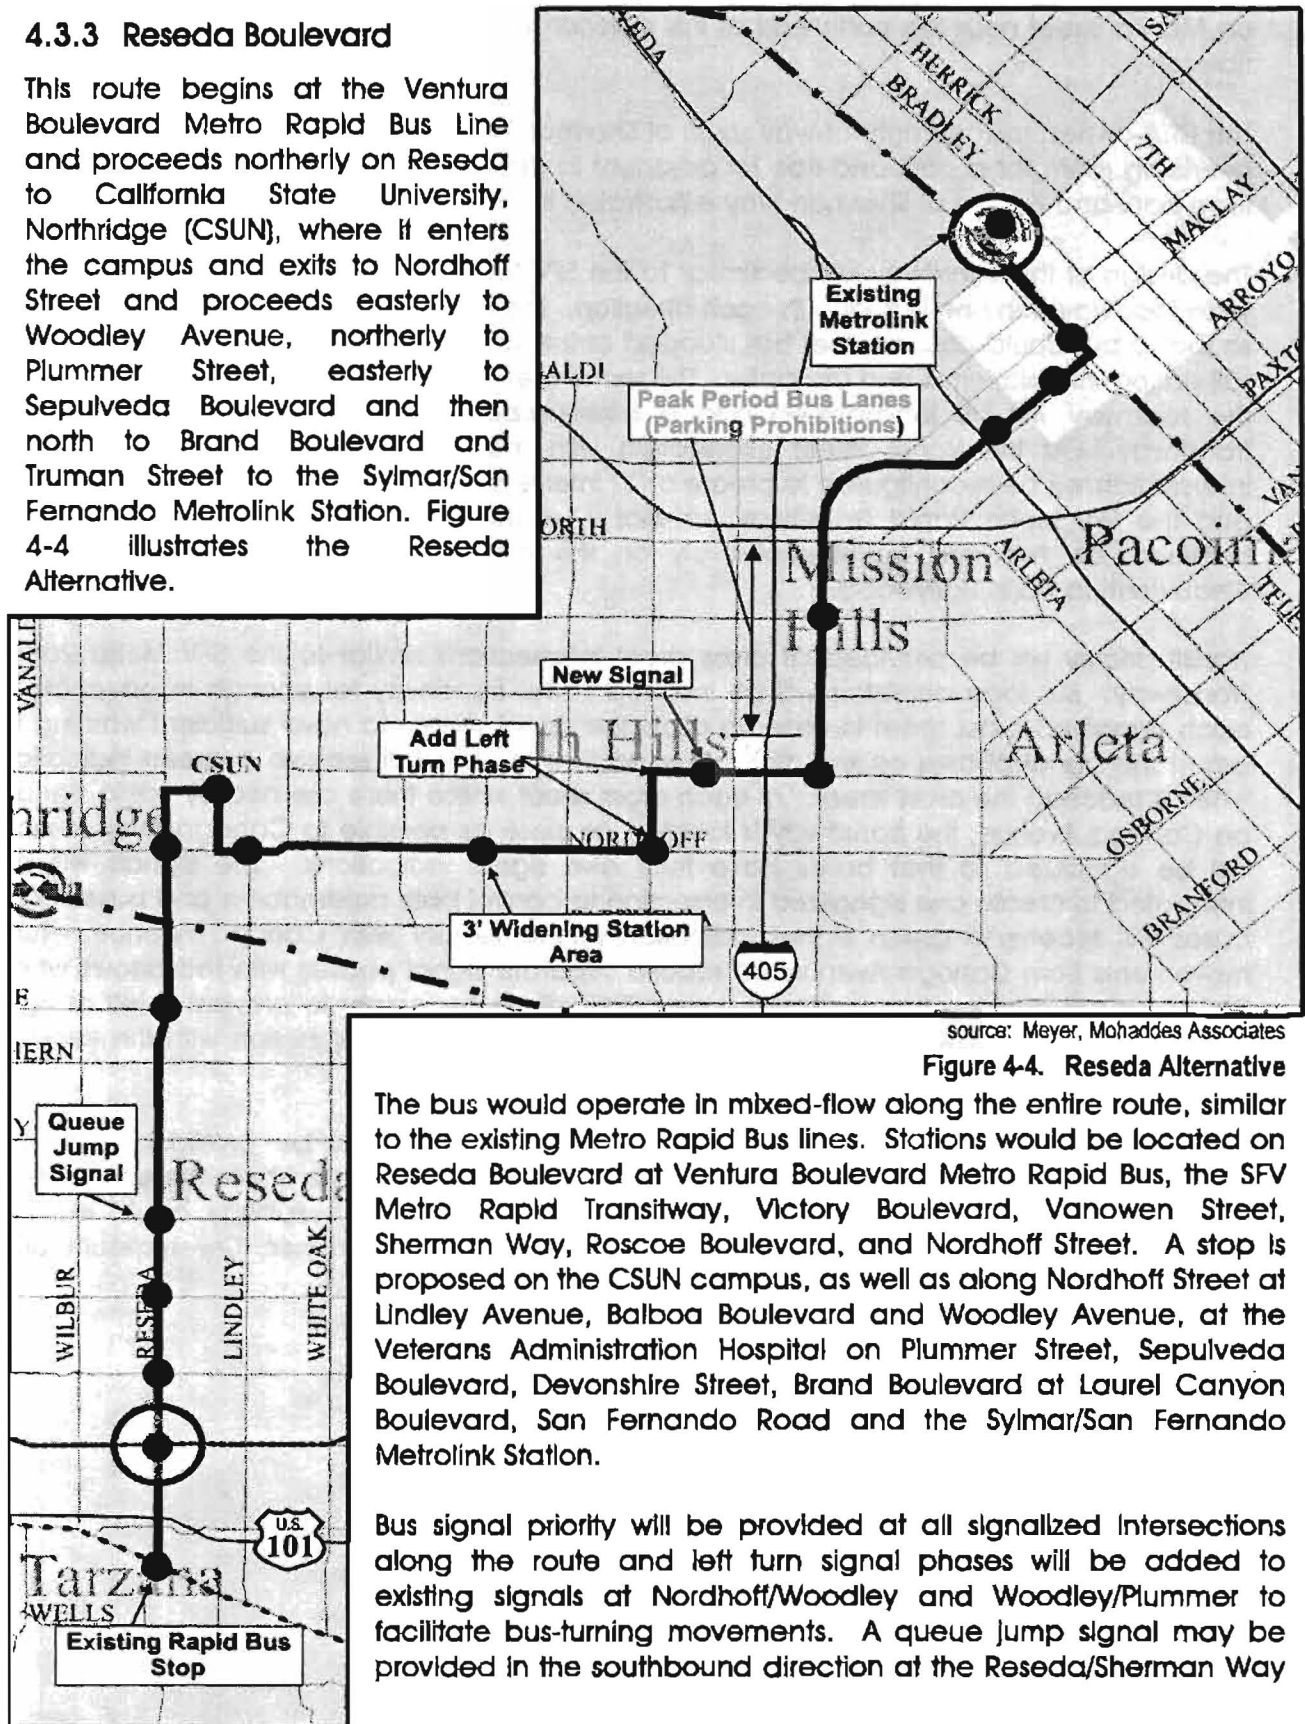 4.3.3 Reseda Boulevard
This route begins at the Ventura
Boulevard Metro Rapid Bus Line
and proceeds northerly on Reseda
to California State University,
Northridge (CSUN), where it enters
the campus and exits to Nordhoff
Street and proceeds easterly to
Woodley Avenue, northerly to
Plummer Street, easterly to
Sepulveda Boulevard and then
north to Brand Boulevard and
Truman Street to the Sylmar/San
Fernando Metrolink Station. Figure
4-4 illustrates the Reseda
Alternative.
HERRICK
BRADLEY
7TH
MACLAY
ARROYO
Existing
Metrolink
Station
ALDI
Peak Period Bus Lanes
(Parking Prohibitions)
ORTH
Mission
Hills
ARLETA
Pacoim
VANALD
New Signal
th Hills
Arleta
Add Left
Turn Phase
CSUN
nridge
NORDHOFF
OSBORNE
BRANFORD
3' Widening Station
Area
405
E
IERN
Y
Queue
Jump
Signal
Reseda
WILBUR
RESEDA
LINDLEY
WHITE OAK
U.S.
101
Tarzana
WELLS
Existing Rapid Bus
Stop
source: Meyer, Mohaddes Associates
Figure 4-4. Reseda Alternative
The bus would operate in mixed-flow along the entire route, similar
to the existing Metro Rapid Bus lines. Stations would be located on
Reseda Boulevard at Ventura Boulevard Metro Rapid Bus, the SFV
Metro Rapid Transitway, Victory Boulevard, Vanowen Street,
Sherman Way, Roscoe Boulevard, and Nordhoff Street. A stop is
proposed on the CSUN campus, as well as along Nordhoff Street at
Lindley Avenue, Balboa Boulevard and Woodley Avenue, at the
Veterans Administration Hospital on Plummer Street, Sepulveda
Boulevard, Devonshire Street, Brand Boulevard at Laurel Canyon
Boulevard, San Fernando Road and the Sylmar/San Fernando
Metrolink Station.
Bus signal priority will be provided at all signalized intersections
along the route and left turn signal phases will be added to
existing signals at Nordhoff/Woodley and Woodley/Plummer to
facilitate bus-turning movements. A queue jump signal may be
provided in the southbound direction at the Reseda/Sherman Way